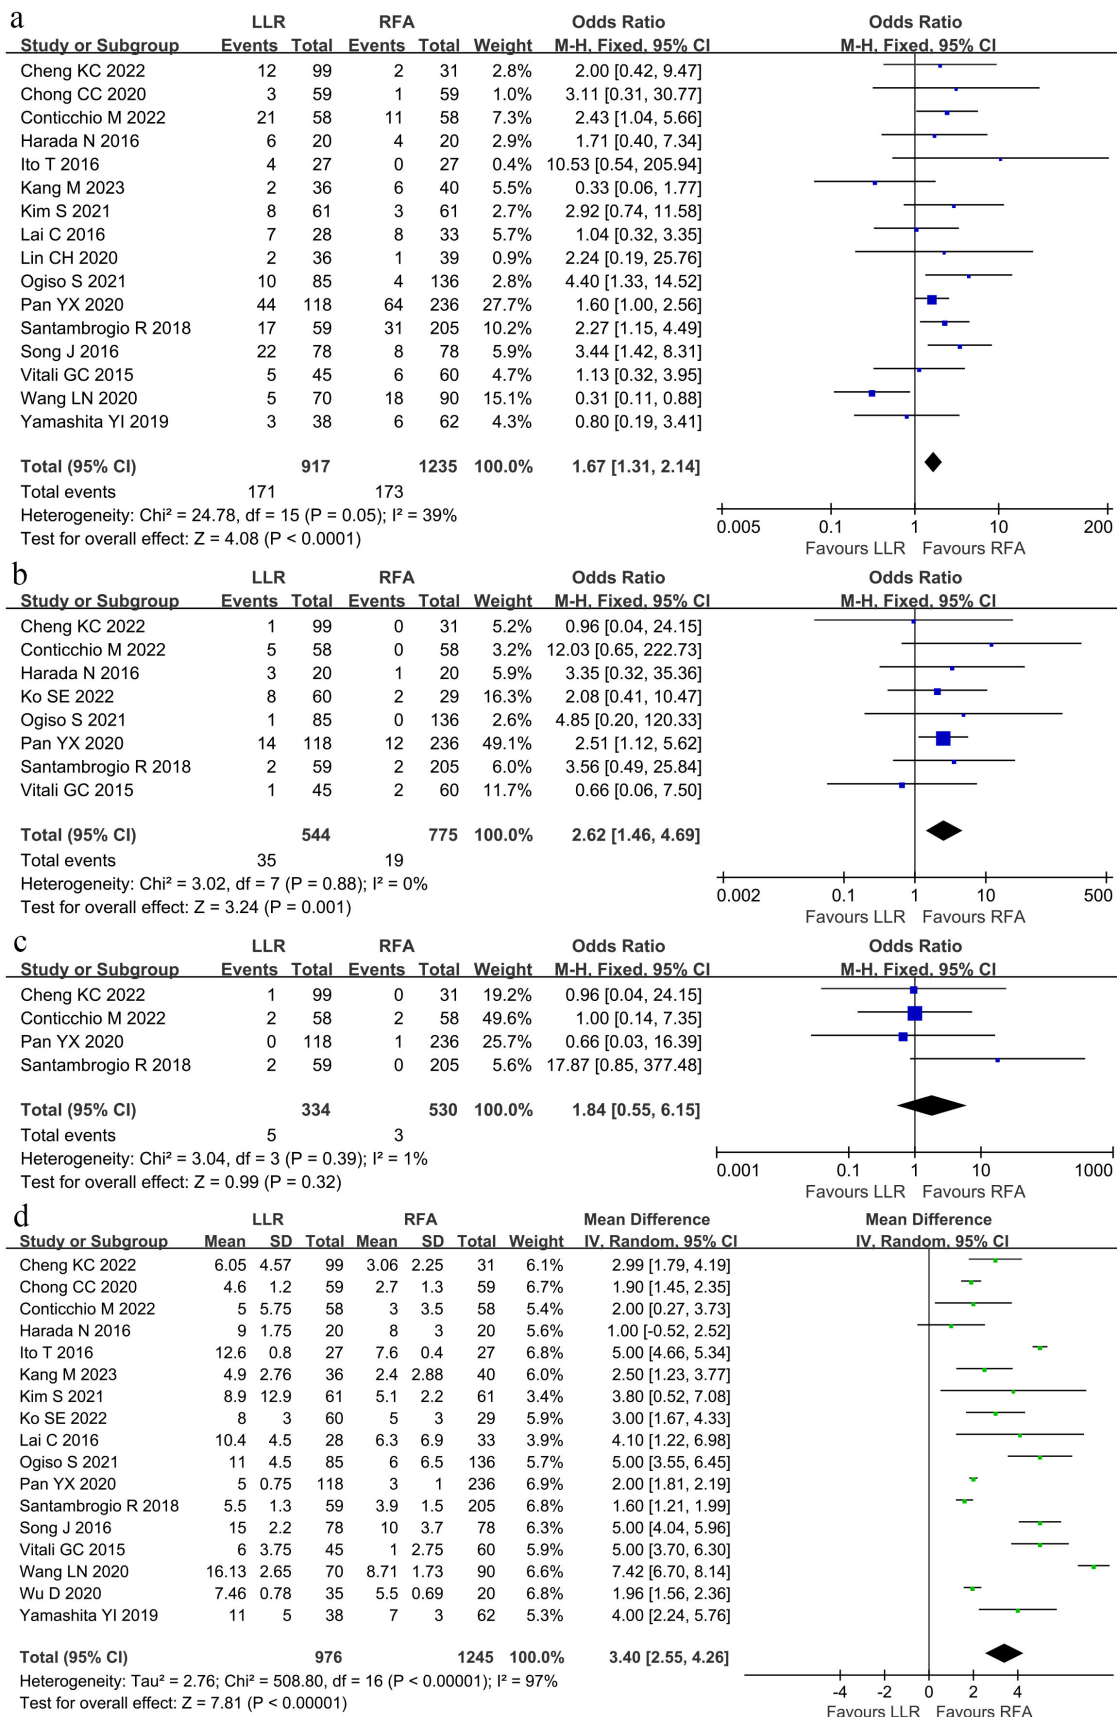 a
LLR RFA Odds Ratio Odds Ratio
Study or Subgroup Events Total Events Total Weight M-H, Fixed, 95% CI M-H, Fixed, 95% CI
Cheng KC 2022 12 99 2 31 2.8% 2.00 [0.42, 9.47]
Chong CC 2020 3 59 1 59 1.0% 3.11 [0.31, 30.77]
Conticchio M 2022 21 58 11 58 7.3% 2.43 [1.04, 5.66]
Harada N 2016 6 20 4 20 2.9% 1.71 [0.40, 7.34]
Ito T 2016 4 27 0 27 0.4% 10.53 [0.54, 205.94]
Kang M 2023 2 36 6 40 5.5% 0.33 [0.06, 1.77]
Kim S 2021 8 61 3 61 2.7% 2.92 [0.74, 11.58]
Lai C 2016 7 28 8 33 5.7% 1.04 [0.32, 3.35]
Lin CH 2020 2 36 1 39 0.9% 2.24 [0.19, 25.76]
Ogiso S 2021 10 85 4 136 2.8% 4.40 [1.33, 14.52]
Pan YX 2020 44 118 64 236 27.7% 1.60 [1.00, 2.56]
Santambrogio R 2018 17 59 31 205 10.2% 2.27 [1.15, 4.49]
Song J 2016 22 78 8 78 5.9% 3.44 [1.42, 8.31]
Vitali GC 2015 5 45 6 60 4.7% 1.13 [0.32, 3.95]
Wang LN 2020 5 70 18 90 15.1% 0.31 [0.11, 0.88]
Yamashita YI 2019 3 38 6 62 4.3% 0.80 [0.19, 3.41]
Total (95% CI) 917 1235 100.0% 1.67 [1.31, 2.14]
Total events 171 173
Heterogeneity: Chi² = 24.78, df = 15 (P = 0.05); I² = 39%
Test for overall effect: Z = 4.08 (P < 0.0001)
0.005 0.1 1 10 200
Favours LLR Favours RFA
b
LLR RFA Odds Ratio Odds Ratio
Study or Subgroup Events Total Events Total Weight M-H, Fixed, 95% CI M-H, Fixed, 95% CI
Cheng KC 2022 1 99 0 31 5.2% 0.96 [0.04, 24.15]
Conticchio M 2022 5 58 0 58 3.2% 12.03 [0.65, 222.73]
Harada N 2016 3 20 1 20 5.9% 3.35 [0.32, 35.36]
Ko SE 2022 8 60 2 29 16.3% 2.08 [0.41, 10.47]
Ogiso S 2021 1 85 0 136 2.6% 4.85 [0.20, 120.33]
Pan YX 2020 14 118 12 236 49.1% 2.51 [1.12, 5.62]
Santambrogio R 2018 2 59 2 205 6.0% 3.56 [0.49, 25.84]
Vitali GC 2015 1 45 2 60 11.7% 0.66 [0.06, 7.50]
Total (95% CI) 544 775 100.0% 2.62 [1.46, 4.69]
Total events 35 19
Heterogeneity: Chi² = 3.02, df = 7 (P = 0.88); I² = 0%
Test for overall effect: Z = 3.24 (P = 0.001)
0.002 0.1 1 10 500
Favours LLR Favours RFA
c
LLR RFA Odds Ratio Odds Ratio
Study or Subgroup Events Total Events Total Weight M-H, Fixed, 95% CI M-H, Fixed, 95% CI
Cheng KC 2022 1 99 0 31 19.2% 0.96 [0.04, 24.15]
Conticchio M 2022 2 58 2 58 49.6% 1.00 [0.14, 7.35]
Pan YX 2020 0 118 1 236 25.7% 0.66 [0.03, 16.39]
Santambrogio R 2018 2 59 0 205 5.6% 17.87 [0.85, 377.48]
Total (95% CI) 334 530 100.0% 1.84 [0.55, 6.15]
Total events 5 3
Heterogeneity: Chi² = 3.04, df = 3 (P = 0.39); I² = 1%
Test for overall effect: Z = 0.99 (P = 0.32)
0.001 0.1 1 10 1000
Favours LLR Favours RFA
d
LLR RFA Mean Difference Mean Difference
Study or Subgroup Mean SD Total Mean SD Total Weight IV, Random, 95% CI IV, Random, 95% CI
Cheng KC 2022 6.05 4.57 99 3.06 2.25 31 6.1% 2.99 [1.79, 4.19]
Chong CC 2020 4.6 1.2 59 2.7 1.3 59 6.7% 1.90 [1.45, 2.35]
Conticchio M 2022 5 5.75 58 3 3.5 58 5.4% 2.00 [0.27, 3.73]
Harada N 2016 9 1.75 20 8 3 20 5.6% 1.00 [-0.52, 2.52]
Ito T 2016 12.6 0.8 27 7.6 0.4 27 6.8% 5.00 [4.66, 5.34]
Kang M 2023 4.9 2.76 36 2.4 2.88 40 6.0% 2.50 [1.23, 3.77]
Kim S 2021 8.9 12.9 61 5.1 2.2 61 3.4% 3.80 [0.52, 7.08]
Ko SE 2022 8 3 60 5 3 29 5.9% 3.00 [1.67, 4.33]
Lai C 2016 10.4 4.5 28 6.3 6.9 33 3.9% 4.10 [1.22, 6.98]
Ogiso S 2021 11 4.5 85 6 6.5 136 5.7% 5.00 [3.55, 6.45]
Pan YX 2020 5 0.75 118 3 1 236 6.9% 2.00 [1.81, 2.19]
Santambrogio R 2018 5.5 1.3 59 3.9 1.5 205 6.8% 1.60 [1.21, 1.99]
Song J 2016 15 2.2 78 10 3.7 78 6.3% 5.00 [4.04, 5.96]
Vitali GC 2015 6 3.75 45 1 2.75 60 5.9% 5.00 [3.70, 6.30]
Wang LN 2020 16.13 2.65 70 8.71 1.73 90 6.6% 7.42 [6.70, 8.14]
Wu D 2020 7.46 0.78 35 5.5 0.69 20 6.8% 1.96 [1.56, 2.36]
Yamashita YI 2019 11 5 38 7 3 62 5.3% 4.00 [2.24, 5.76]
Total (95% CI) 976 1245 100.0% 3.40 [2.55, 4.26]
Heterogeneity: Tau² = 2.76; Chi² = 508.80, df = 16 (P < 0.00001); I² = 97%
Test for overall effect: Z = 7.81 (P < 0.00001)
-4 -2 0 2 4
Favours LLR Favours RFA